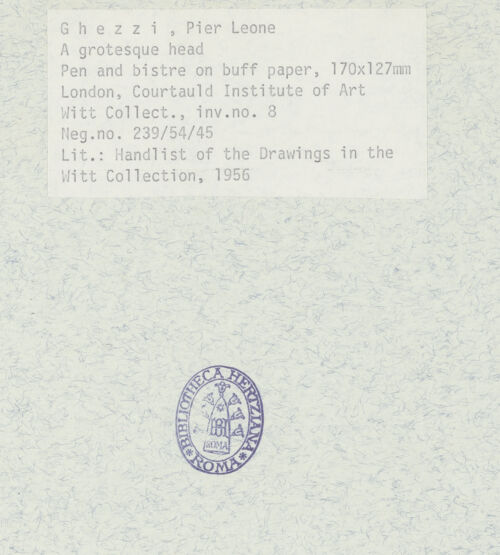 G h e z z i , Pier Leone
A grotesque head
Pen and bistre on buff paper, 170x127mm
London, Courtauld Institute of Art
Witt Collect., inv.no. 8
Neg.no. 239/54/45
Lit.: Handlist of the Drawings in the
Witt Collection, 1956
BIBLIOTHECA HERTZIANA
ROMA
ROMA